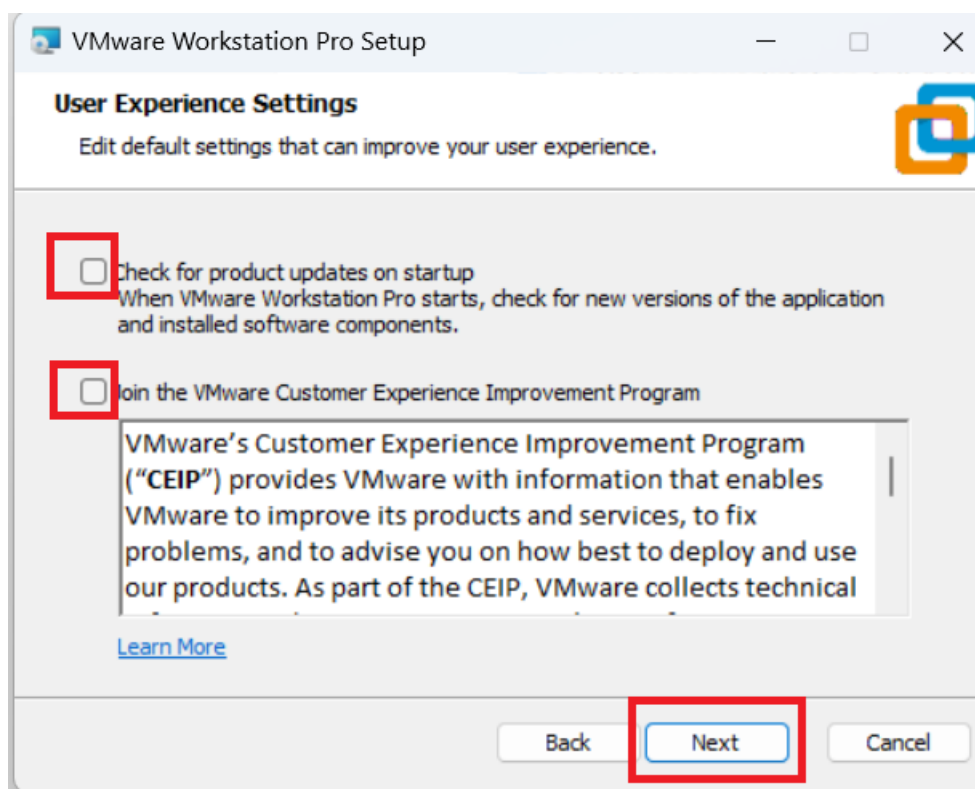 VMware Workstation Pro Setup
User Experience Settings
Edit default settings that can improve your user experience.
Check for product updates on startup
When VMware Workstation Pro starts, check for new versions of the application
and installed software components.
Join the VMware Customer Experience Improvement Program
VMware’s Customer Experience Improvement Program
(“CEIP”) provides VMware with information that enables
VMware to improve its products and services, to fix
problems, and to advise you on how best to deploy and use
our products. As part of the CEIP, VMware collects technical
Learn More
Back
Next
Cancel